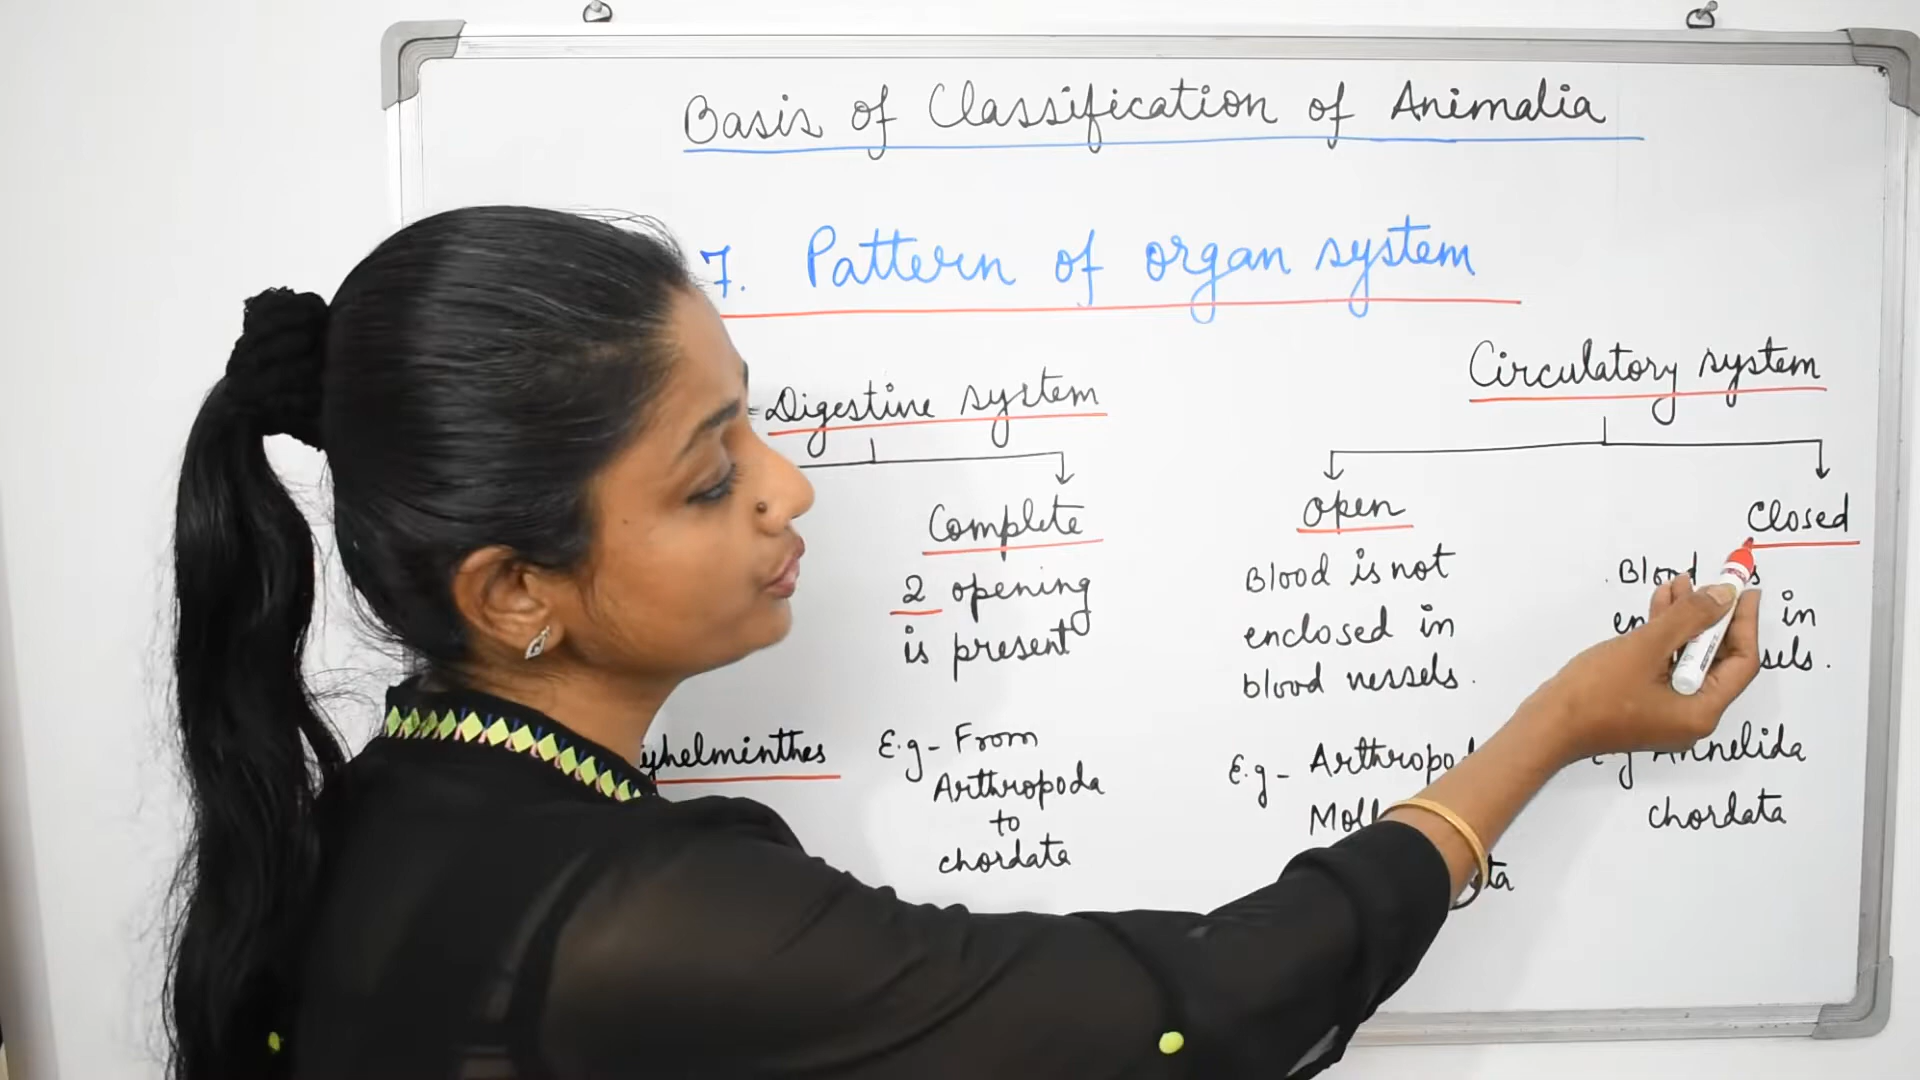 Basis of Classification of Animalia
7. Pattern of organ system
Digestive system
Complete
2 opening
is present
E.g- From
Arthropoda
to
chordata
Circulatory system
Open
Blood is not
enclosed in
blood vessels.
E.g-
Closed
in
Annelida
chordata